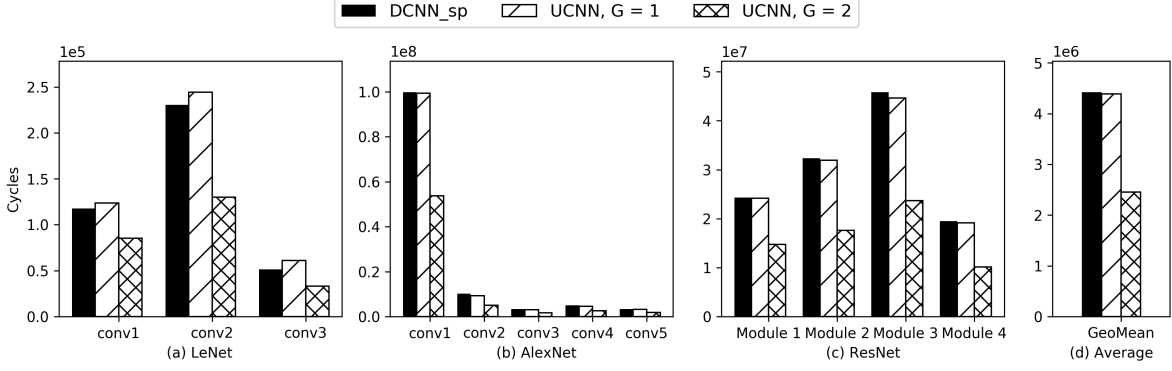 DCNN_sp UCNN, G = 1 UCNN, G = 2
1e5
Cycles
2.5
2.0
1.5
1.0
0.5
0.0
conv1 conv2 conv3
(a) LeNet
1e8
1.0
0.8
0.6
0.4
0.2
0.0
conv1 conv2 conv3 conv4 conv5
(b) AlexNet
1e7
5
4
3
2
1
0
Module 1 Module 2 Module 3 Module 4
(c) ResNet
1e6
5
4
3
2
1
0
GeoMean
(d) Average